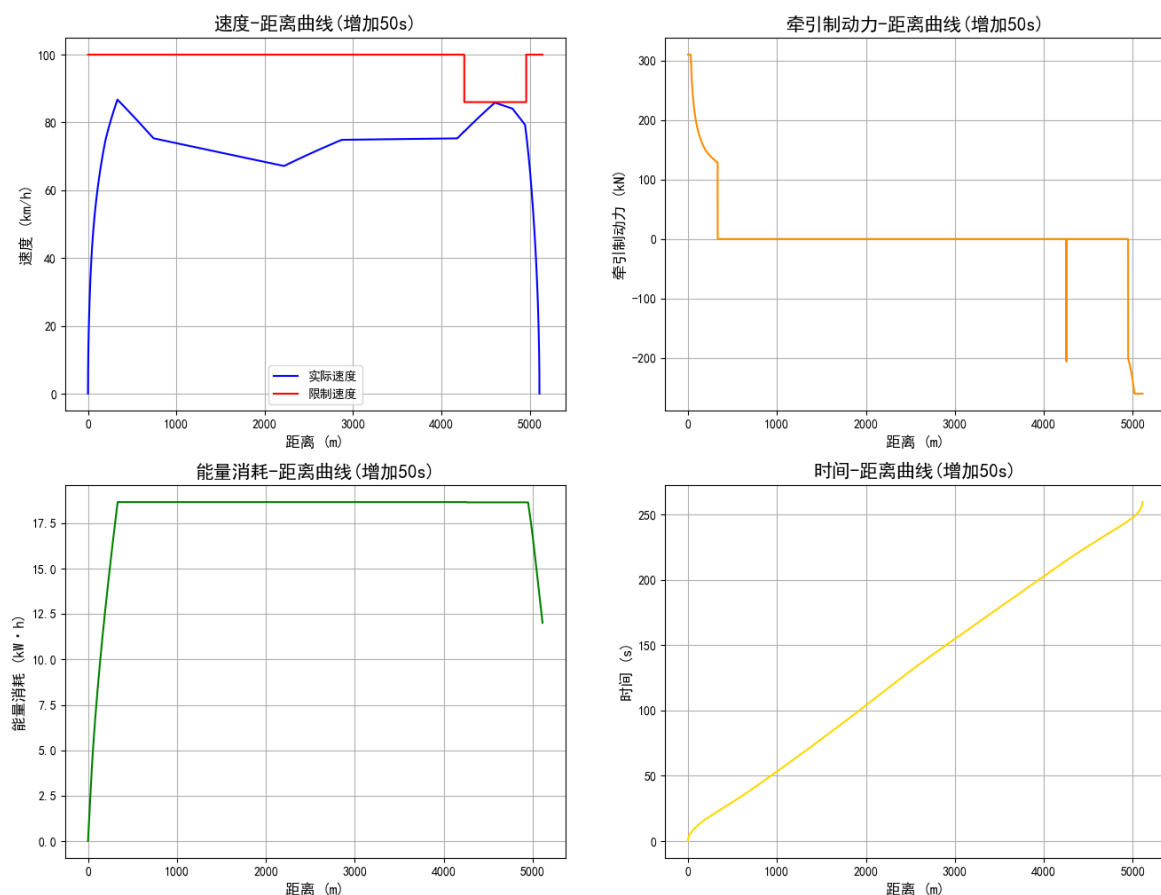 速度-距离曲线(增加50s)
100
80
60
40
20
0
速度 (km/h)
实际速度
限制速度
0 1000 2000 3000 4000 5000
距离 (m)
牵引制动力-距离曲线(增加50s)
300
200
100
0
−100
−200
牵引制动力 (kN)
0 1000 2000 3000 4000 5000
距离 (m)
能量消耗-距离曲线(增加50s)
17.5
15.0
12.5
10.0
7.5
5.0
2.5
0.0
能量消耗 (kW·h)
0 1000 2000 3000 4000 5000
距离 (m)
时间-距离曲线(增加50s)
250
200
150
100
50
0
时间 (s)
0 1000 2000 3000 4000 5000
距离 (m)